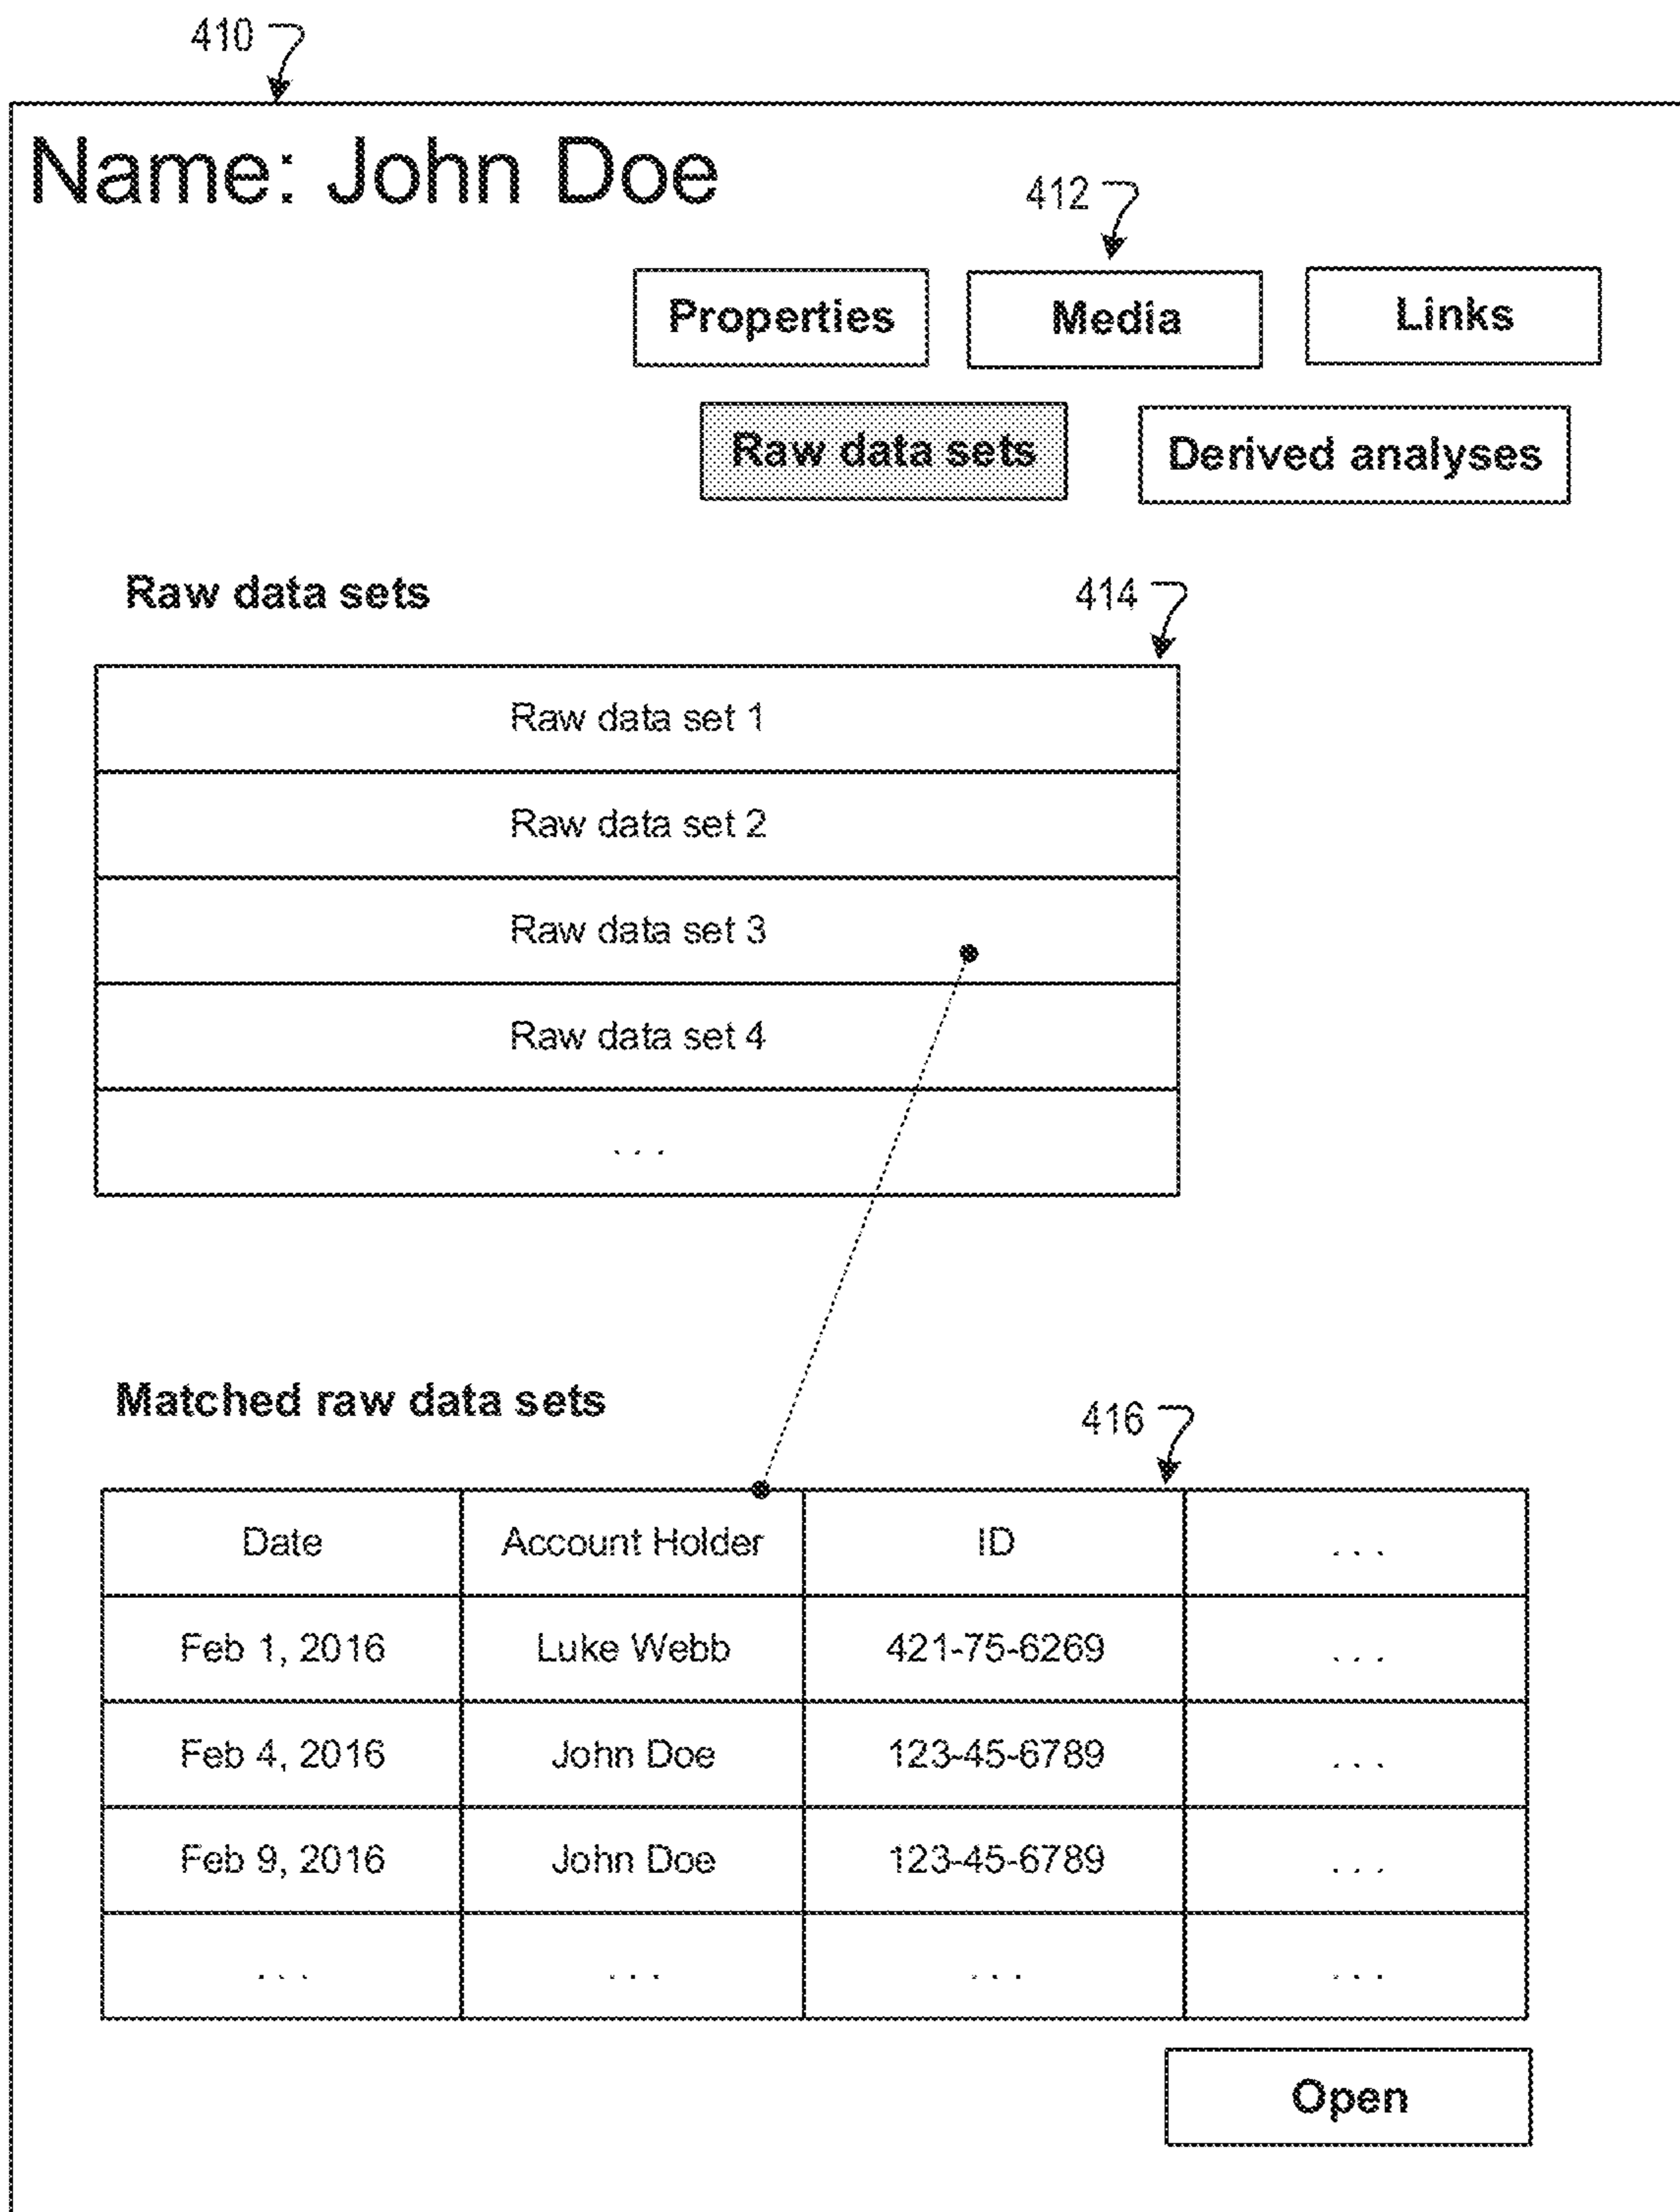 410
Name: John Doe
412
Properties Media Links
Raw data sets Derived analyses
Raw data sets
414
Raw data set 1
Raw data set 2
Raw data set 3
Raw data set 4
. . .
Matched raw data sets
416
Date Account Holder ID . . .
Feb 1, 2016 Luke Webb 421-75-6269 . . .
Feb 4, 2016 John Doe 123-45-6789 . . .
Feb 9, 2016 John Doe 123-45-6789 . . .
. . . . . . . . . . . .
Open